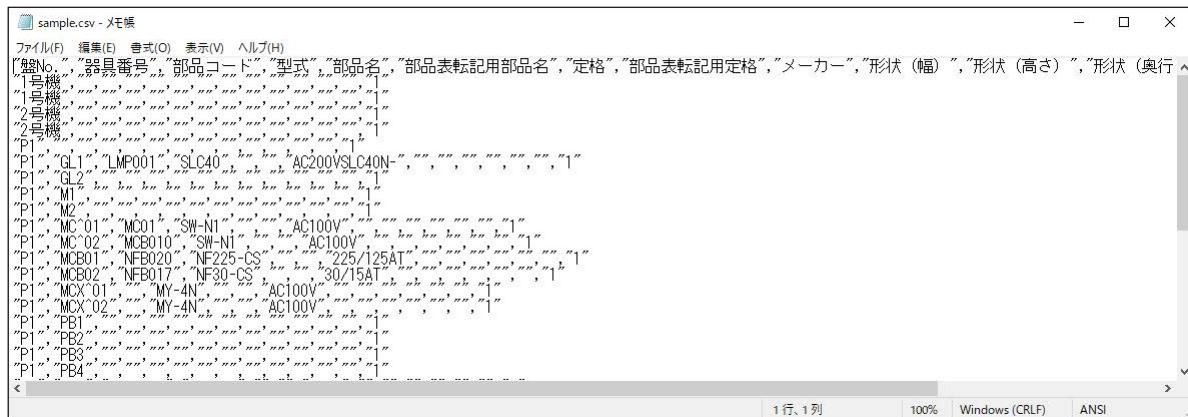 sample.csv - メモ帳
ファイル(F) 編集(E) 書式(O) 表示(V) ヘルプ(H)
"盤No.","器具番号","部品コード","型式","部品名","部品表転記用部品名","定格","部品表転記用定格","メーカー","形状（幅）","形状（高さ）","形状（奥行
"1号機","","","","","","","","","","","","","1"
"1号機","","","","","","","","","","","","","1"
"2号機","","","","","","","","","","","","","1"
"2号機","","","","","","","","","","","","","1"
"P1","","","","","","","","","","","","","1"
"P1","GL1","LMP001","SLC40","","","AC200VSLC40N-","","","","","","","1"
"P1","GL2","","","","","","","","","","","","1"
"P1","M1","","","","","","","","","","","","1"
"P1","M2","","","","","","","","","","","","1"
"P1","MC^01","MC01","SW-N1","","","AC100V","","","","","","","1"
"P1","MC^02","MCB010","SW-N1","","","AC100V","","","","","","","1"
"P1","MCB01","NFB020","NF225-CS","","","225/125AT","","","","","","","1"
"P1","MCB02","NFB017","NF30-CS","","","30/15AT","","","","","","","1"
"P1","MCX^01","","MY-4N","","","AC100V","","","","","","","1"
"P1","MCX^02","","MY-4N","","","AC100V","","","","","","","1"
"P1","PB1","","","","","","","","","","","","1"
"P1","PB2","","","","","","","","","","","","1"
"P1","PB3","","","","","","","","","","","","1"
"P1","PB4","","","","","","","","","","","","1"
1行、1列 100% Windows (CRLF) ANSI